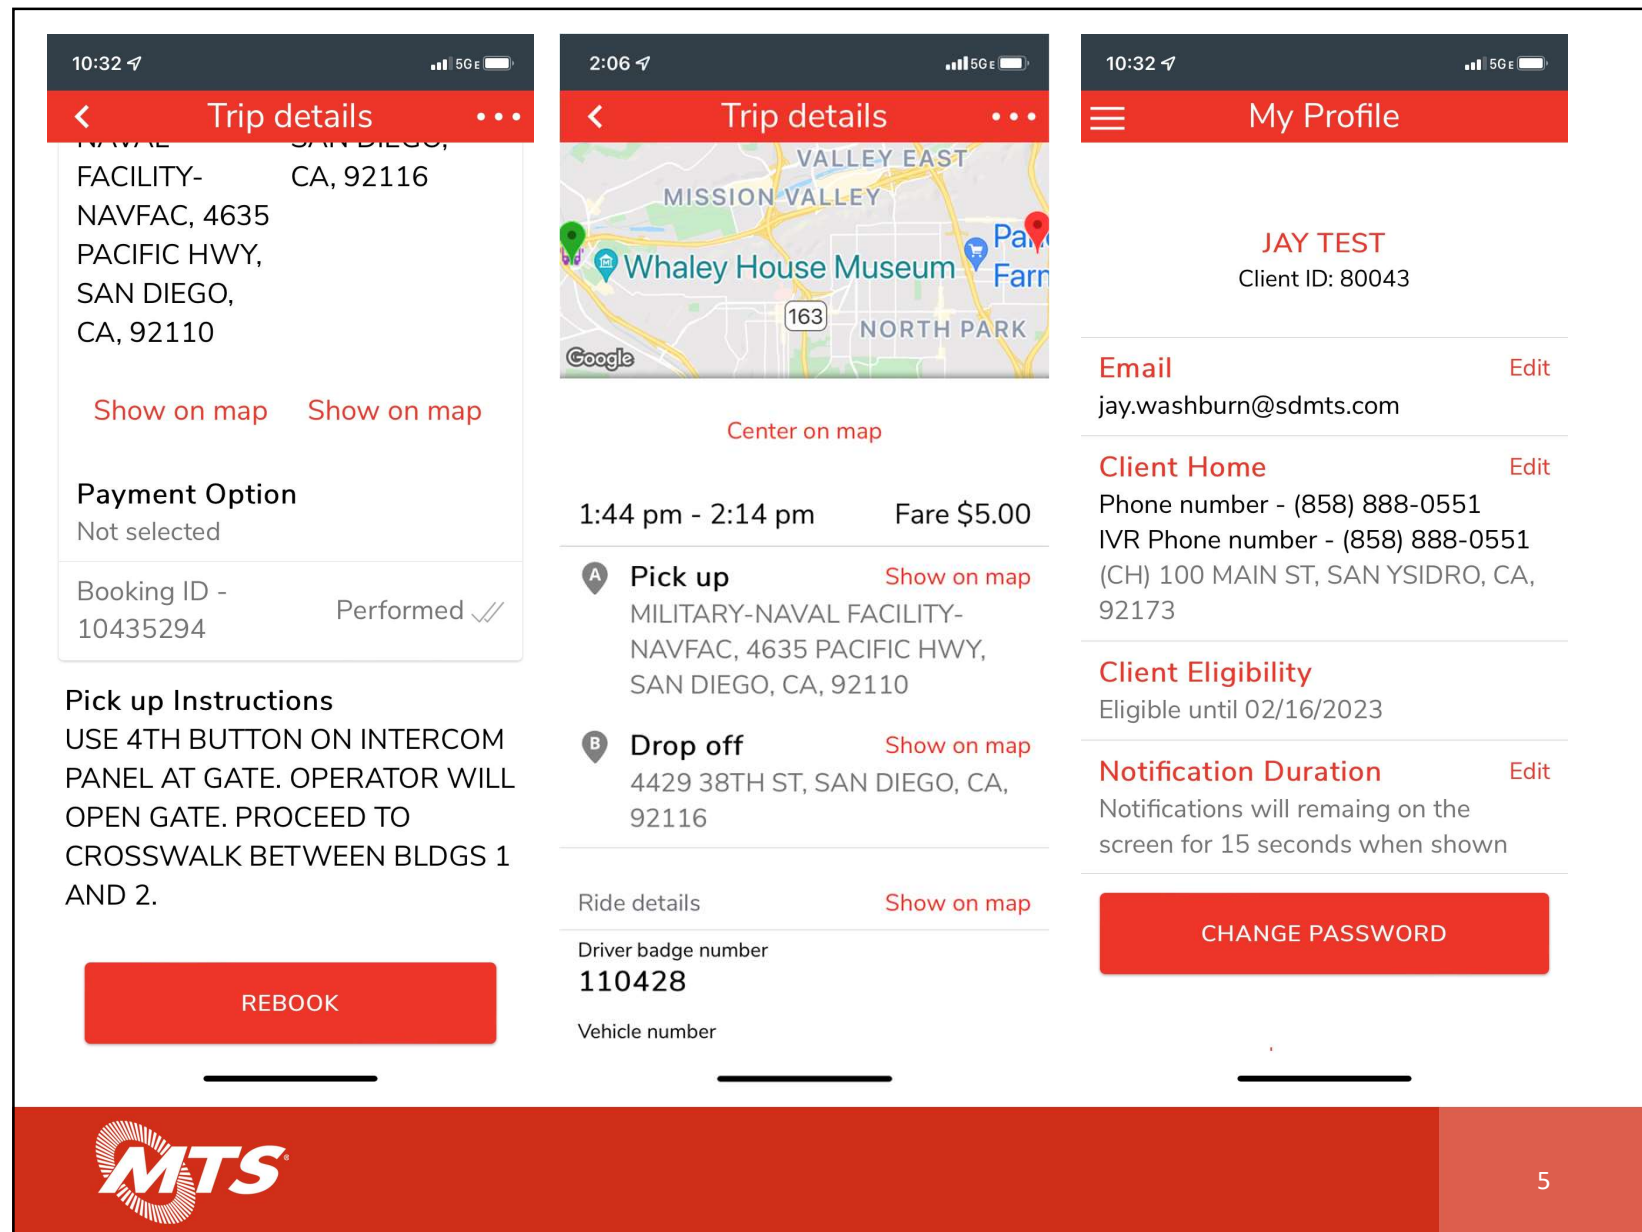 10:32
5GE
Trip details
NAVAL
SAN DIEGO,
FACILITY-
CA, 92116
NAVFAC, 4635
PACIFIC HWY,
SAN DIEGO,
CA, 92110
Show on map
Show on map
Payment Option
Not selected
Booking ID -
10435294
Performed
Pick up Instructions
USE 4TH BUTTON ON INTERCOM
PANEL AT GATE. OPERATOR WILL
OPEN GATE. PROCEED TO
CROSSWALK BETWEEN BLDGS 1
AND 2.
REBOOK
2:06
5GE
Trip details
VALLEY EAST
MISSION VALLEY
Whaley House Museum
Farm
163
NORTH PARK
Google
Center on map
1:44 pm - 2:14 pm
Fare $5.00
A
Pick up
Show on map
MILITARY-NAVAL FACILITY-
NAVFAC, 4635 PACIFIC HWY,
SAN DIEGO, CA, 92110
B
Drop off
Show on map
4429 38TH ST, SAN DIEGO, CA,
92116
Ride details
Show on map
Driver badge number
110428
Vehicle number
10:32
5GE
My Profile
JAY TEST
Client ID: 80043
Email
Edit
jay.washburn@sdmts.com
Client Home
Edit
Phone number - (858) 888-0551
IVR Phone number - (858) 888-0551
(CH) 100 MAIN ST, SAN YSIDRO, CA,
92173
Client Eligibility
Eligible until 02/16/2023
Notification Duration
Edit
Notifications will remaing on the
screen for 15 seconds when shown
CHANGE PASSWORD
MTS
5